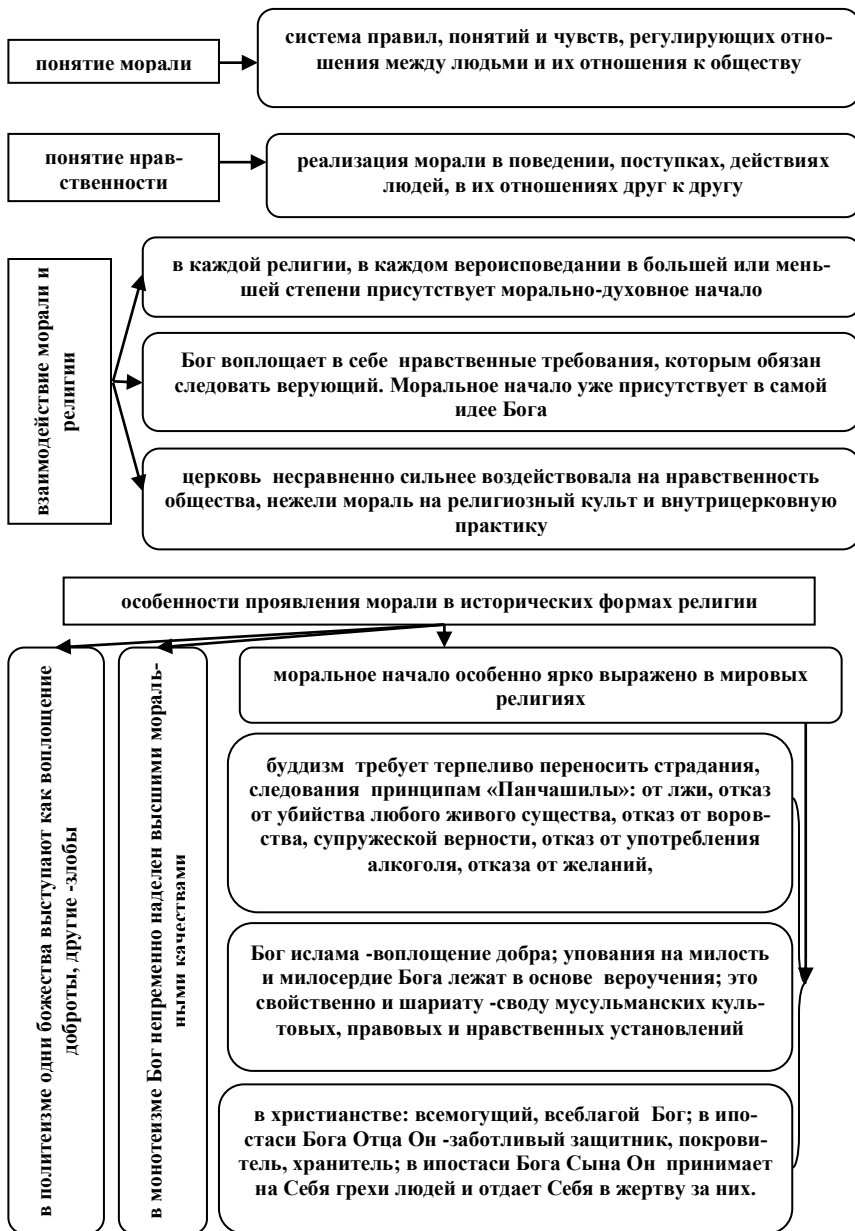 понятие морали
система правил, понятий и чувств, регулирующих отно-
шения между людьми и их отношения к обществу
понятие нрав-
ственности
реализация морали в поведении, поступках, действиях
людей, в их отношениях друг к другу
взаимодействие морали и
религии
в каждой религии, в каждом вероисповедании в большей или мень-
шей степени присутствует морально-духовное начало
Бог воплощает в себе нравственные требования, которым обязан
следовать верующий. Моральное начало уже присутствует в самой
идее Бога
церковь несравненно сильнее воздействовала на нравственность
общества, нежели мораль на религиозный культ и внутрицерковную
практику
особенности проявления морали в исторических формах религии
в политеизме одни божества выступают как воплощение
доброты, другие -злобы
в монотеизме Бог непременно наделен высшими мораль-
ными качествами
моральное начало особенно ярко выражено в мировых
религиях
буддизм требует терпеливо переносить страдания,
следования принципам «Панчашилы»: от лжи, отказ
от убийства любого живого существа, отказ от воров-
ства, супружеской верности, отказ от употребления
алкоголя, отказа от желаний,
Бог ислама -воплощение добра; упования на милость
и милосердие Бога лежат в основе вероучения; это
свойственно и шариату -своду мусульманских куль-
товых, правовых и нравственных установлений
в христианстве: всемогущий, всеблагой Бог; в ипо-
стаси Бога Отца Он -заботливый защитник, покрови-
тель, хранитель; в ипостаси Бога Сына Он принимает
на Себя грехи людей и отдает Себя в жертву за них.